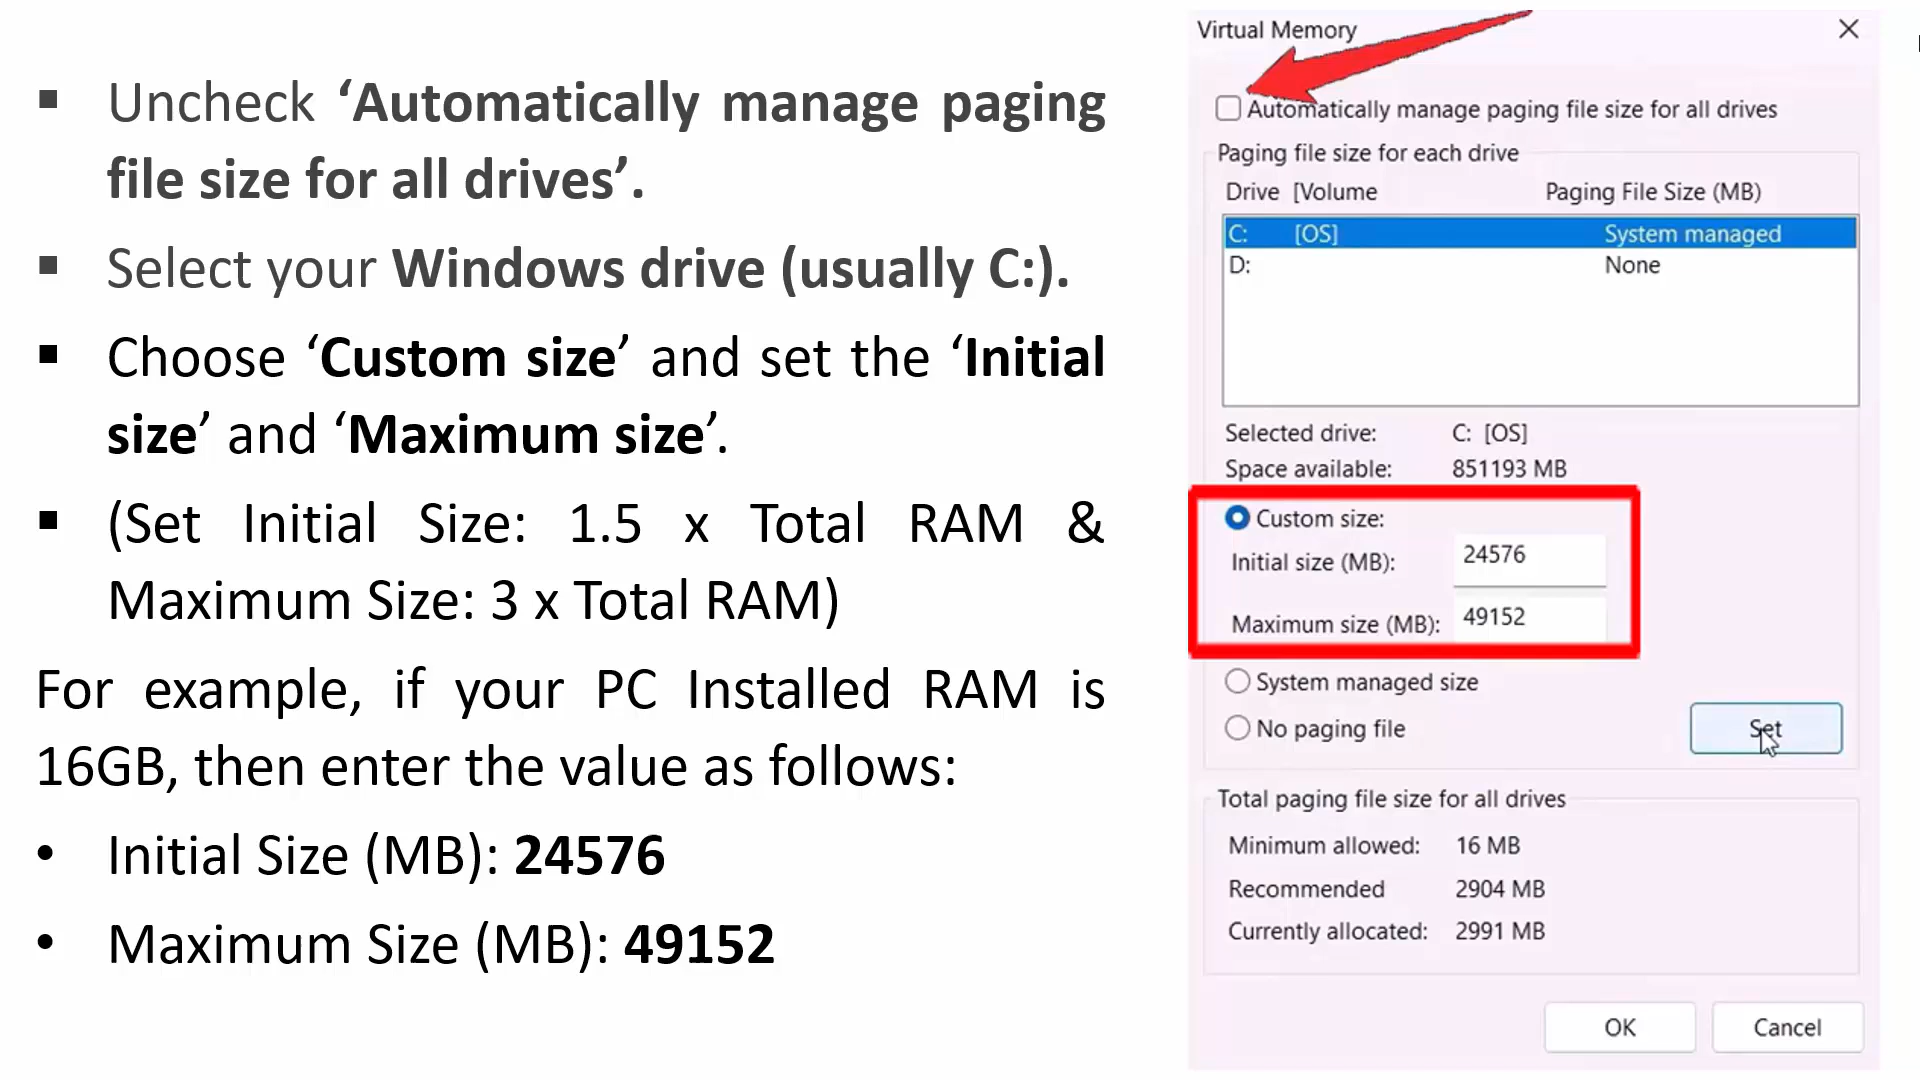 ▪ Uncheck ‘Automatically manage paging
file size for all drives’.
▪ Select your Windows drive (usually C:).
▪ Choose ‘Custom size’ and set the ‘Initial
size’ and ‘Maximum size’.
▪ (Set Initial Size: 1.5 x Total RAM &
Maximum Size: 3 x Total RAM)
For example, if your PC Installed RAM is
16GB, then enter the value as follows:
• Initial Size (MB): 24576
• Maximum Size (MB): 49152
Virtual Memory
Automatically manage paging file size for all drives
Paging file size for each drive
Drive [Volume Paging File Size (MB)
C: [OS] System managed
D: None
Selected drive: C: [OS]
Space available: 851193 MB
Custom size:
Initial size (MB): 24576
Maximum size (MB): 49152
System managed size
No paging file Set
Total paging file size for all drives
Minimum allowed: 16 MB
Recommended 2904 MB
Currently allocated: 2991 MB
OK Cancel